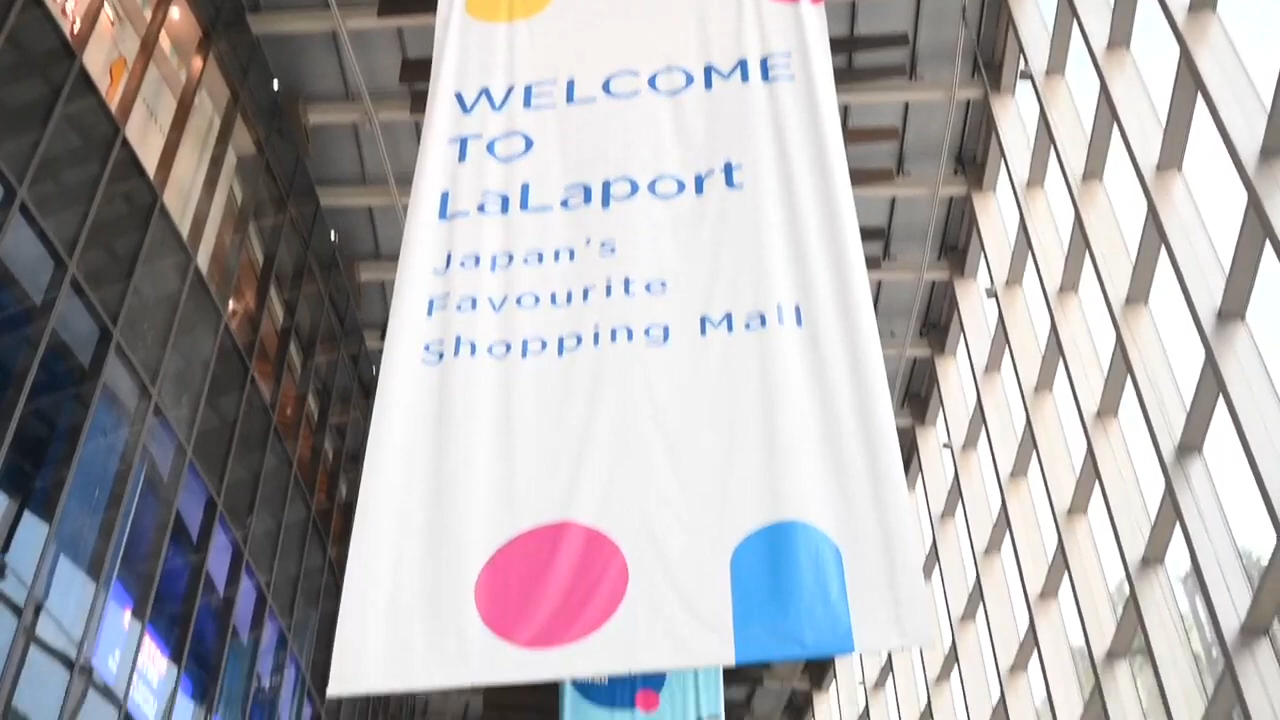 WELCOME
TO
LaLaport
Japan's
Favourite
Shopping Mall